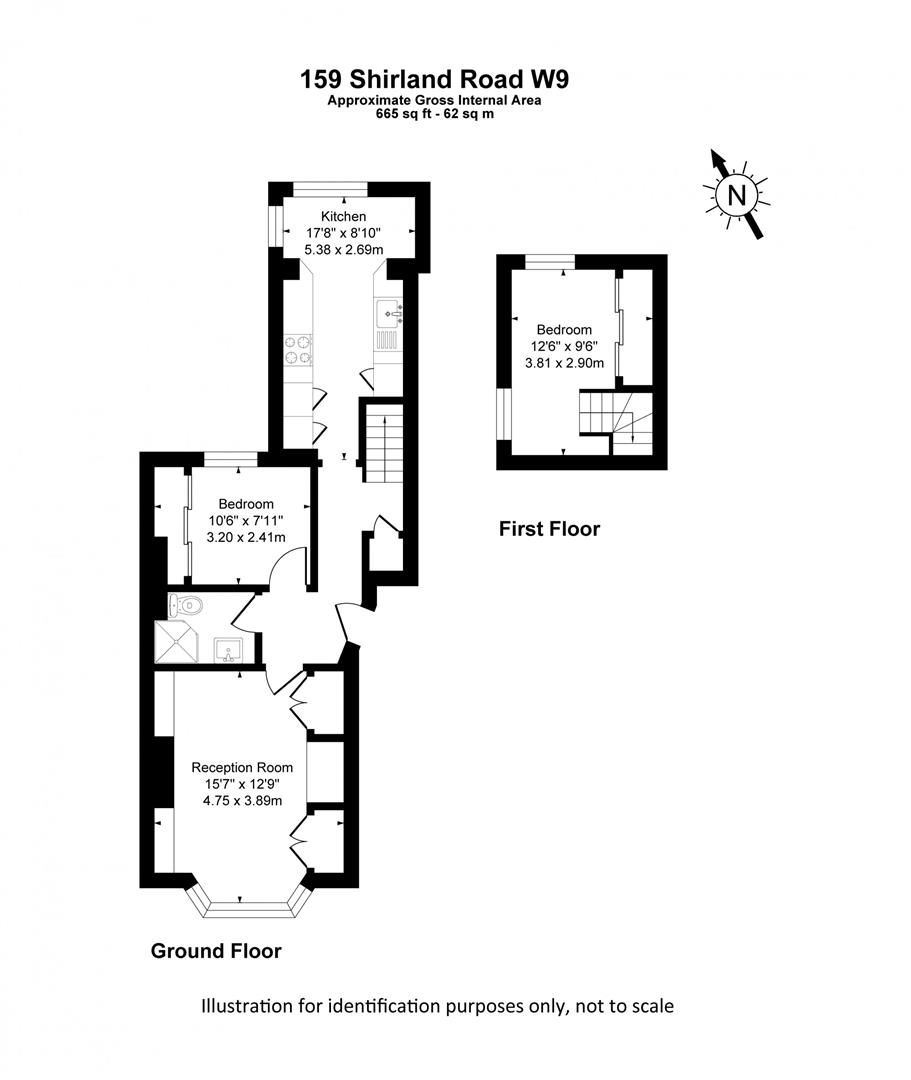 159 Shirland Road W9
Approximate Gross Internal Area
665 sq ft - 62 sq m
N
Kitchen
17'8" x 8'10"
5.38 x 2.69m
Bedroom
12'6" x 9'6"
3.81 x 2.90m
First Floor
Bedroom
10'6" x 7'11"
3.20 x 2.41m
Reception Room
15'7" x 12'9"
4.75 x 3.89m
Ground Floor
Illustration for identification purposes only, not to scale